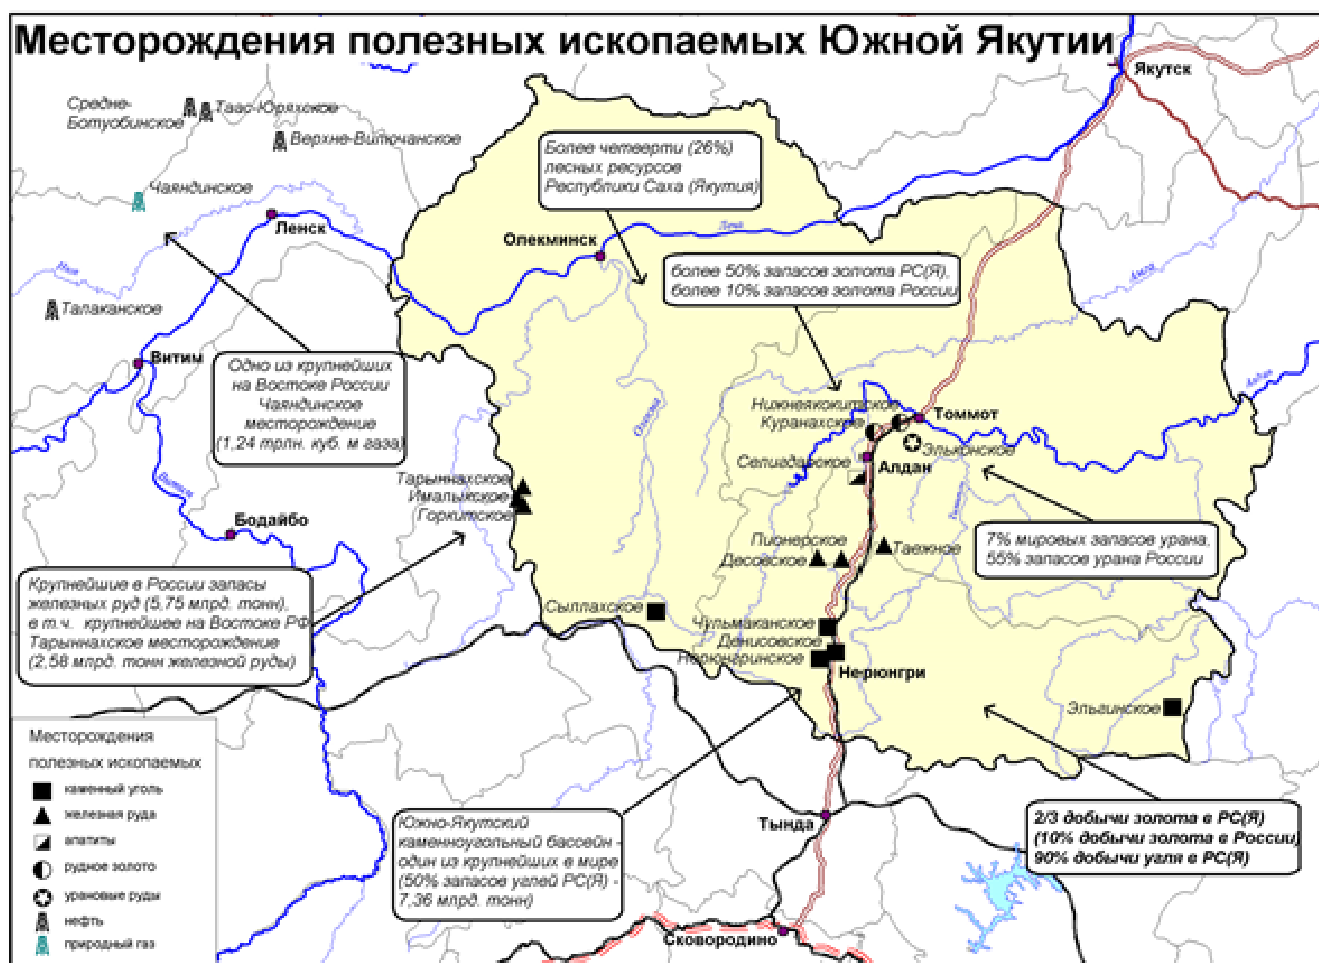 Месторождения полезных ископаемых Южной Якутии
Якутск
Средне-
Ботуобинское
Таас-Юряхское
Верхне-Вилючанское
Чаяндинское
Ленск
Талаканское
Витим
Более четверти (26%)
лесных ресурсов
Республики Саха (Якутия)
Олекминск
Лена
более 50% запасов золота РС(Я),
более 10% запасов золота России
Амга
Алдан
Одно из крупнейших
на Востоке России
Чаяндинское
месторождение
(1,24 трлн. куб. м газа)
Олекма
Нижнеякокитское
Куранахское
Томмот
Эльконское
Селигдарское
Алдан
Тарыннахское
Ималыкское
Горкитское
Бодайбо
7% мировых запасов урана,
55% запасов урана России
Пионерское
Десовское
Таежное
Крупнейшие в России запасы
железных руд (5,75 млрд. тонн),
в т.ч. крупнейшее на Востоке РФ
Тарыннахское месторождение
(2,58 млрд. тонн железной руды)
Сыллахское
Чульмаканское
Денисовское
Нерюнгринское
Нерюнгри
Эльгинское
Месторождения
полезных ископаемых
каменный уголь
железная руда
апатиты
рудное золото
урановые руды
нефть
природный газ
Южно-Якутский
каменноугольный бассейн -
один из крупнейших в мире
(50% запасов углей РС(Я) -
7,36 млрд. тонн)
Тында
2/3 добычи золота в РС(Я)
(10% добычи золота в России)
90% добычи угля в РС(Я)
Сковородино